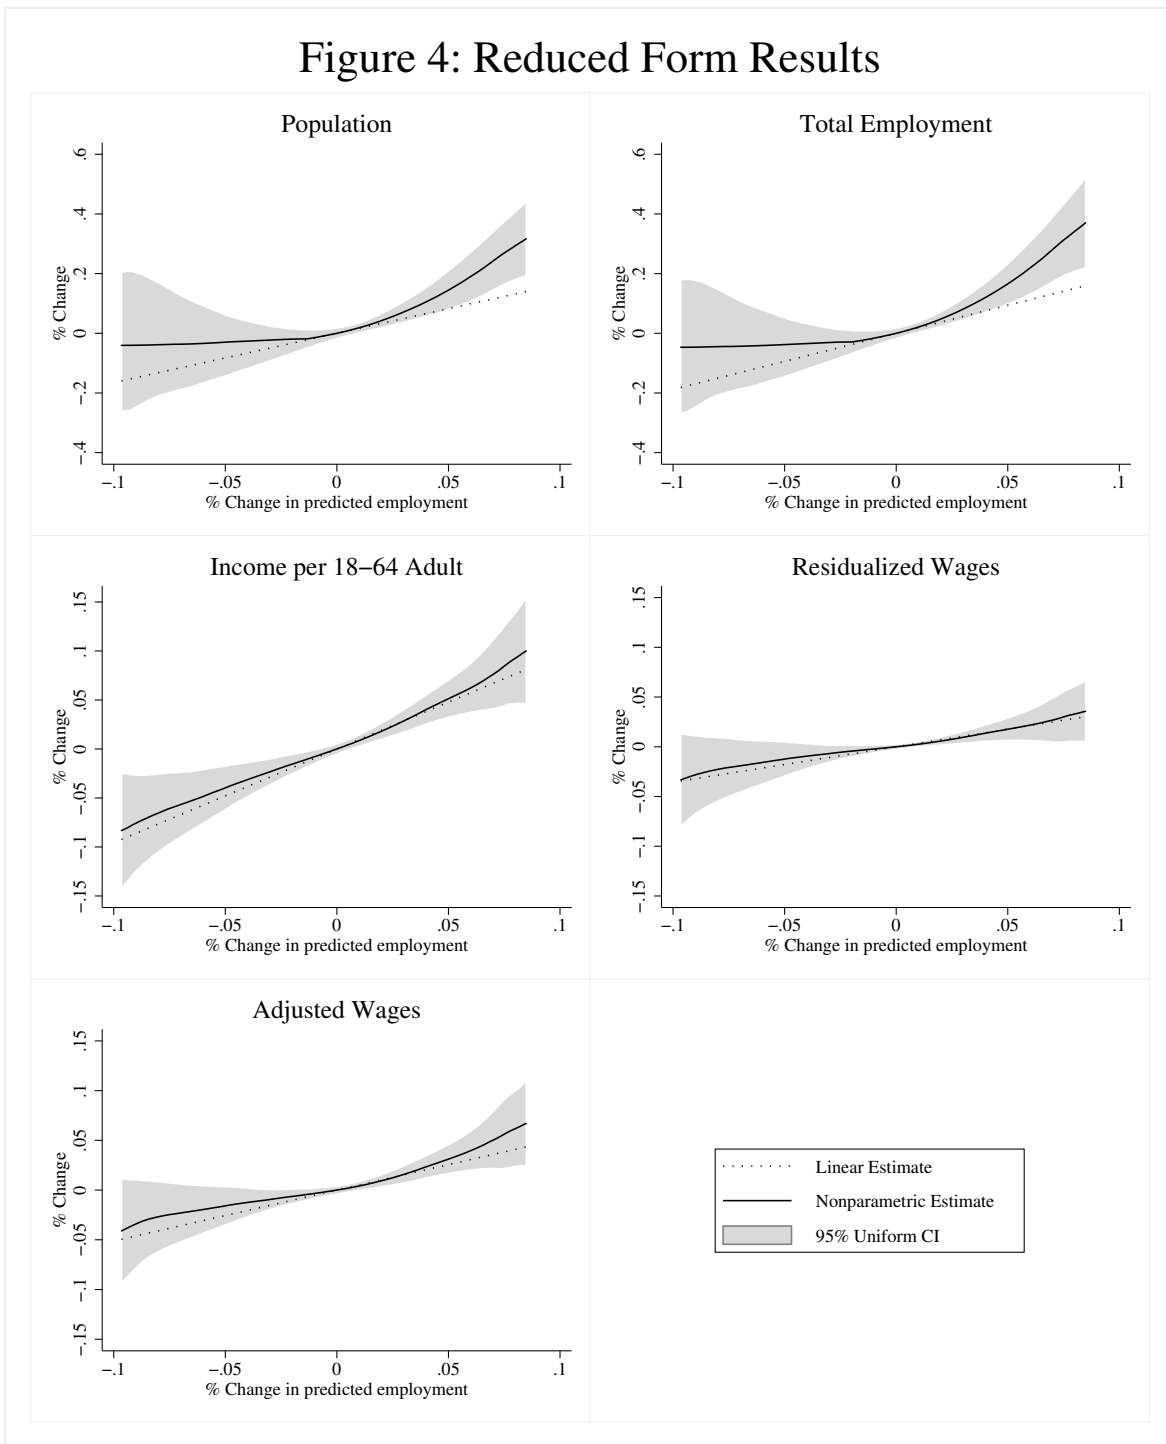 Figure 4: Reduced Form Results
Population
.6
.4
.2
0
−.2
−.4
% Change
−.1 −.05 0 .05 .1
% Change in predicted employment
Total Employment
.6
.4
.2
0
−.2
−.4
% Change
−.1 −.05 0 .05 .1
% Change in predicted employment
Income per 18−64 Adult
.15
.1
.05
0
−.05
−.1
−.15
% Change
−.1 −.05 0 .05 .1
% Change in predicted employment
Residualized Wages
.15
.1
.05
0
−.05
−.1
−.15
% Change
−.1 −.05 0 .05 .1
% Change in predicted employment
Adjusted Wages
.15
.1
.05
0
−.05
−.1
−.15
% Change
−.1 −.05 0 .05 .1
% Change in predicted employment
Linear Estimate
Nonparametric Estimate
95% Uniform CI